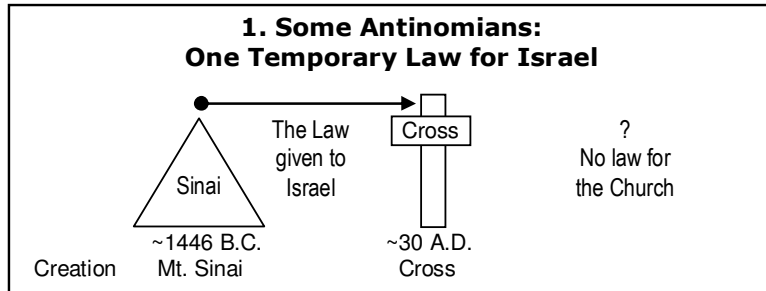 1. Some Antinomians:
One Temporary Law for Israel
The Law
given to
Israel
Cross
?
No law for
the Church
Sinai
~1446 B.C.
~30 A.D.
Creation
Mt. Sinai
Cross